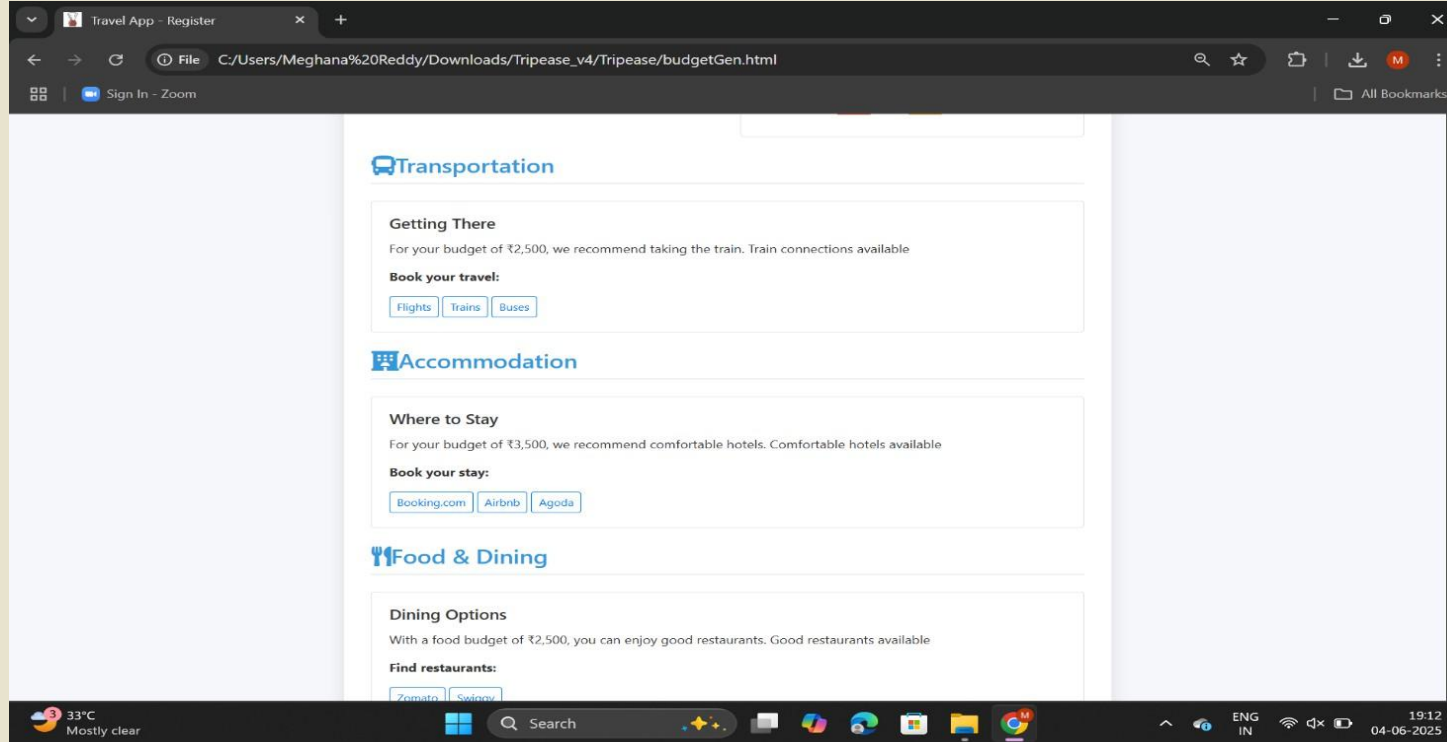 Travel App - Register
File C:/Users/Meghana%20Reddy/Downloads/Tripease_v4/Tripease/budgetGen.html
M
Sign In - Zoom
All Bookmarks
Transportation
Getting There
For your budget of ₹2,500, we recommend taking the train. Train connections available
Book your travel:
Flights Trains Buses
Accommodation
Where to Stay
For your budget of ₹3,500, we recommend comfortable hotels. Comfortable hotels available
Book your stay:
Booking.com Airbnb Agoda
Food & Dining
Dining Options
With a food budget of ₹2,500, you can enjoy good restaurants. Good restaurants available
Find restaurants:
Zomato Swiggy
3
33°C
Mostly clear
Search
M
ENG
IN
19:12
04-06-2025